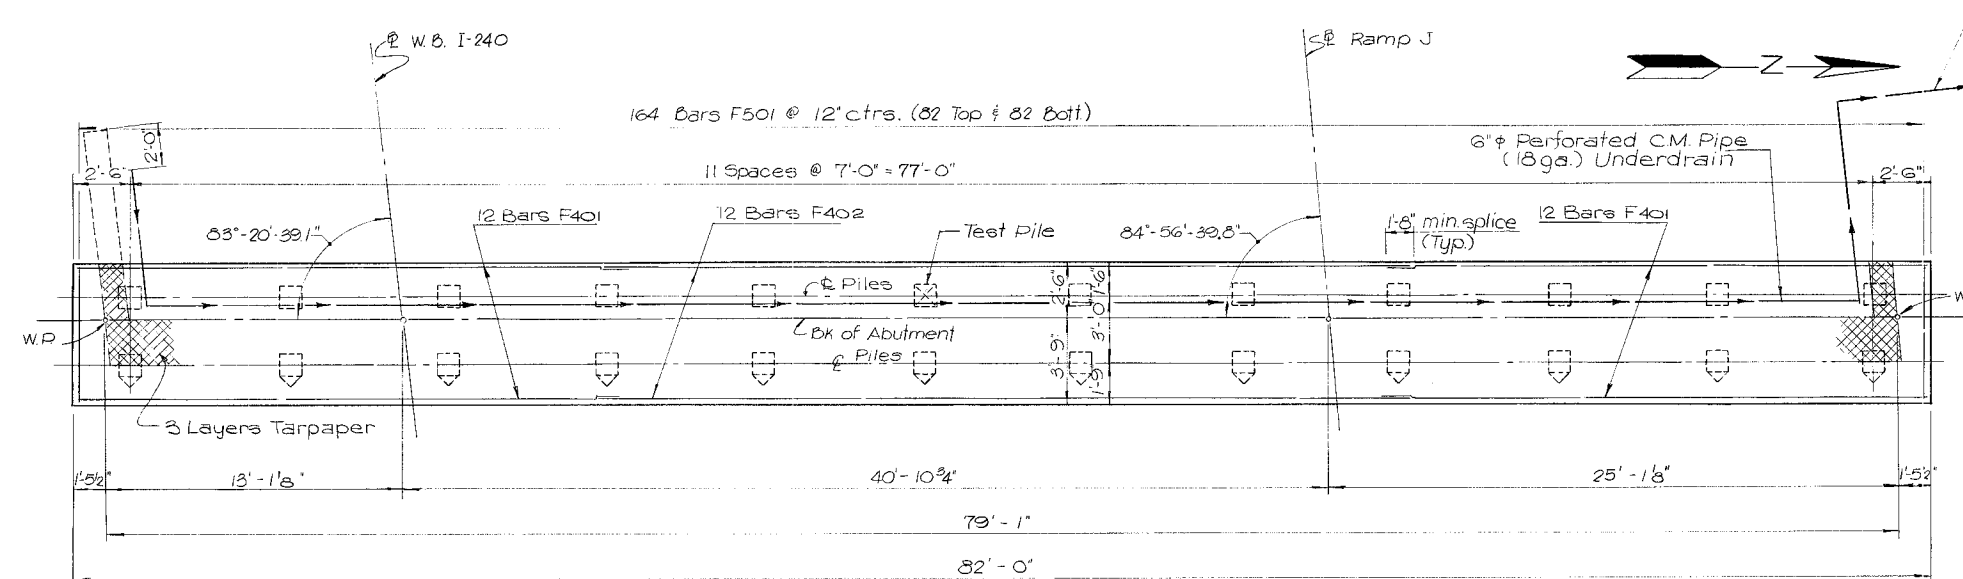 ℄ W.B. I-240
℄ Ramp J
Z
164 Bars F501 @ 12" ctrs. (82 Top & 82 Bott.)
2'-0"
6"φ Perforated C.M. Pipe
(18ga.) Underdrain
2'-6"
11 Spaces @ 7'-0" = 77'-0"
2'-6"
12 Bars F401
12 Bars F402
1'-8" min. splice
(Typ.)
12 Bars F401
83°-20'-39.1"
Test Pile
84°-56'-39.8"
℄ Piles
2'-6"
1'-6"
W.P.
Bk of Abutment
3'-0"
W
℄ Piles
3'-9"
1'-9"
3 Layers Tarpaper
1'-5½"
13'-1⅛"
40'-10¾"
25'-1⅛"
1'-5½"
79'-1"
82'-0"